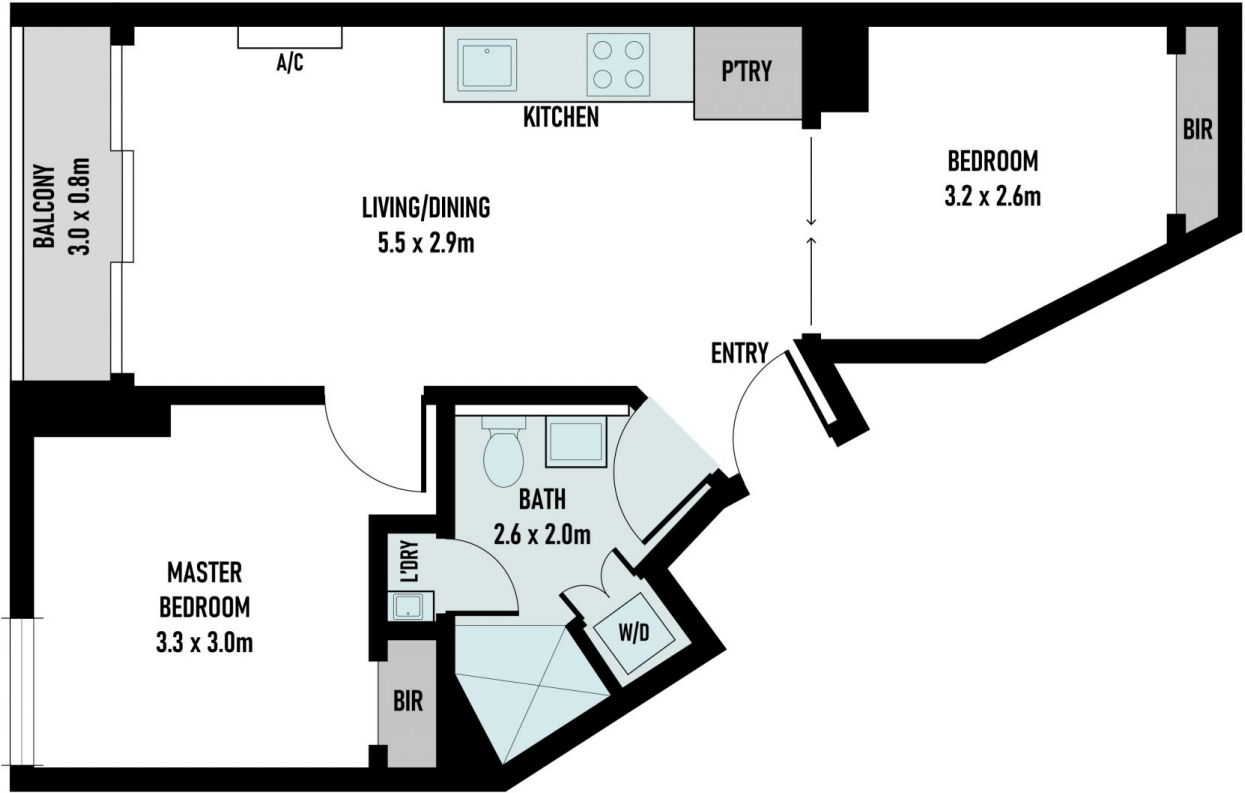 A/C
KITCHEN
P'TRY
BIR
BEDROOM
3.2 x 2.6m
BALCONY
3.0 x 0.8m
LIVING/DINING
5.5 x 2.9m
ENTRY
BATH
2.6 x 2.0m
L'DRY
MASTER
BEDROOM
3.3 x 3.0m
W/D
BIR